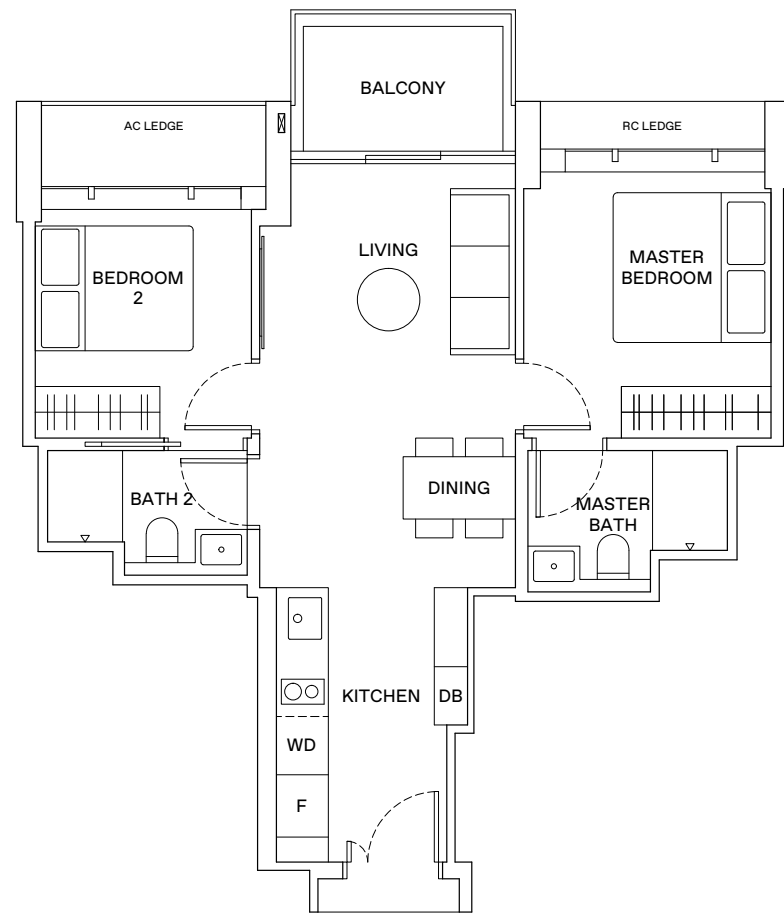 BALCONY
AC LEDGE
RC LEDGE
LIVING
BEDROOM
2
MASTER
BEDROOM
DINING
BATH 2
MASTER
BATH
KITCHEN
DB
WD
F